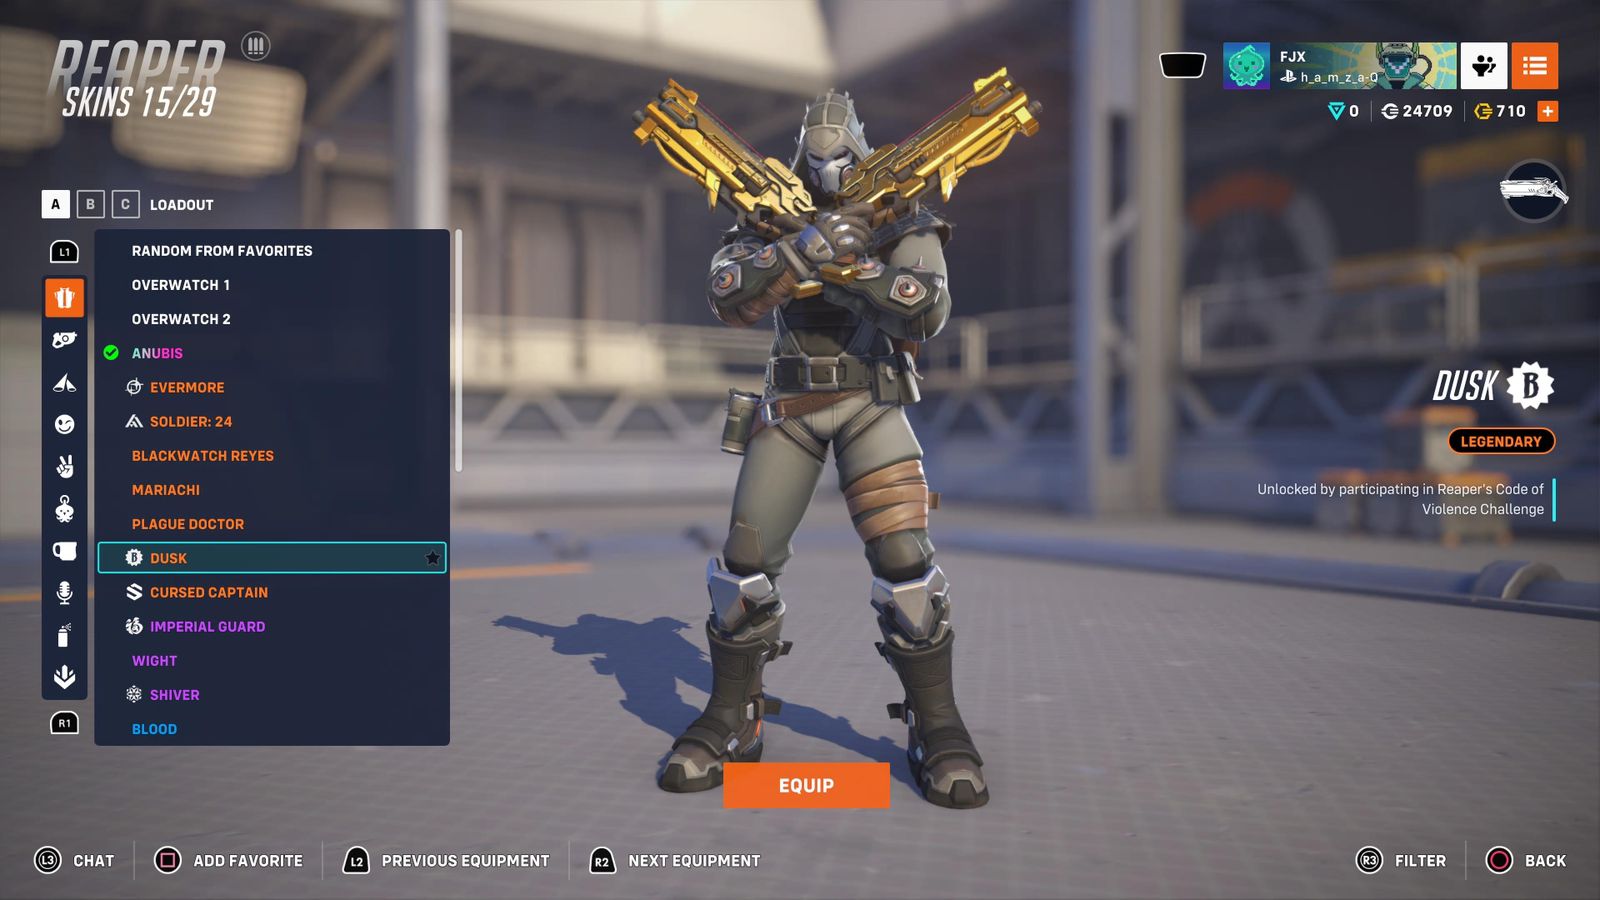 REAPER
SKINS 15/29
FJX
h_a_m_z_a-Q
0
24709
710
+
A B C LOADOUT
L1
RANDOM FROM FAVORITES
OVERWATCH 1
OVERWATCH 2
ANUBIS
EVERMORE
SOLDIER: 24
BLACKWATCH REYES
MARIACHI
PLAGUE DOCTOR
B DUSK
CURSED CAPTAIN
IMPERIAL GUARD
WIGHT
SHIVER
BLOOD
R1
DUSK B
LEGENDARY
Unlocked by participating in Reaper's Code of
Violence Challenge
EQUIP
L3 CHAT
ADD FAVORITE
L2 PREVIOUS EQUIPMENT
R2 NEXT EQUIPMENT
R3 FILTER
BACK